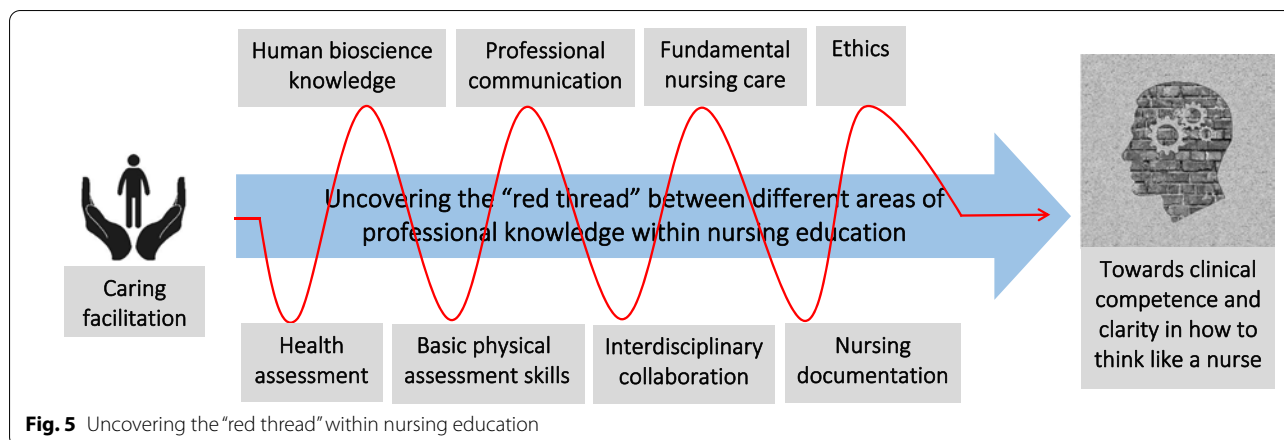 Human bioscience
knowledge
Professional
communication
Fundamental
nursing care
Ethics
Uncovering the “red thread” between different areas of
professional knowledge within nursing education
Caring
facilitation
Health
assessment
Basic physical
assessment skills
Interdisciplinary
collaboration
Nursing
documentation
Towards clinical
competence and
clarity in how to
think like a nurse
Fig. 5 Uncovering the “red thread” within nursing education